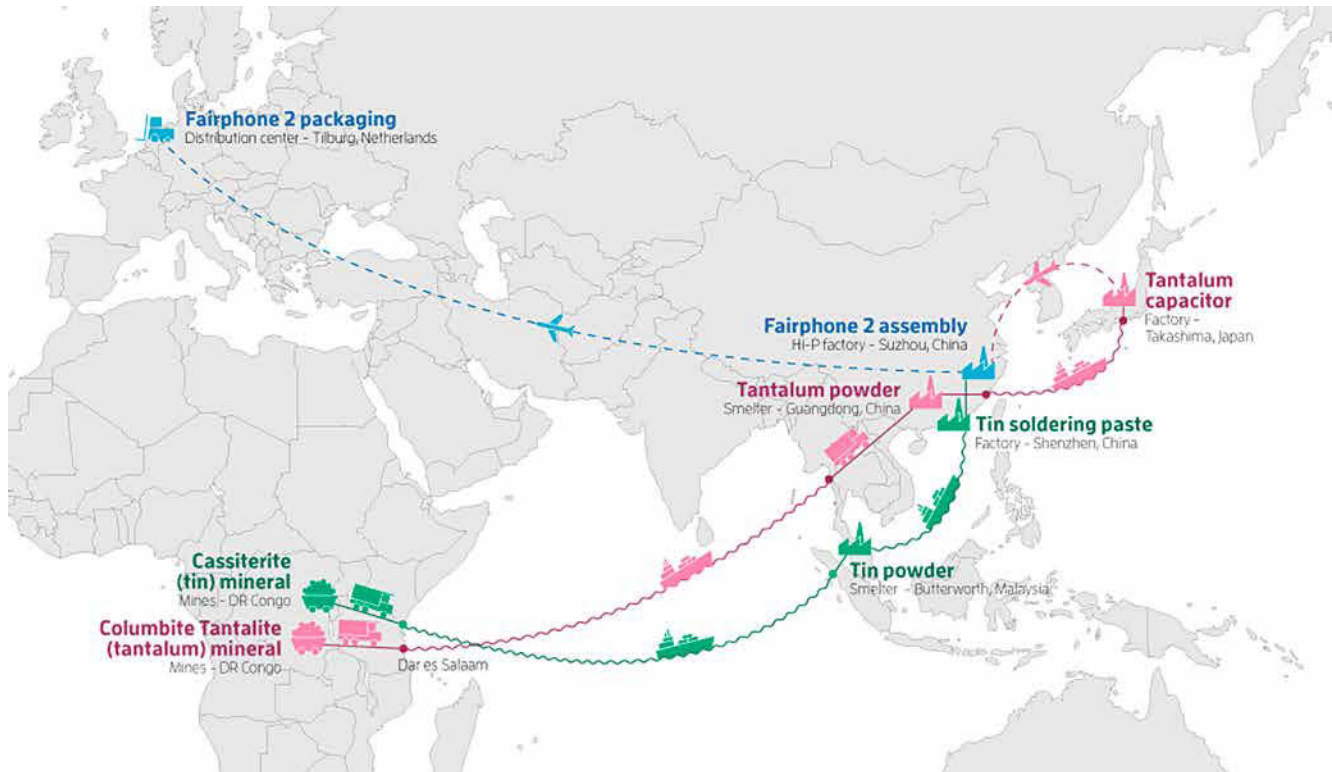 Fairphone 2 packaging
Distribution center - Tilburg, Netherlands
Tantalum
capacitor
Factory -
Takashima, Japan
Fairphone 2 assembly
Hi-P factory - Suzhou, China
Tantalum powder
Smelter - Guangdong, China
Tin soldering paste
Factory - Shenzhen, China
Cassiterite
(tin) mineral
Mines - DR Congo
Tin powder
Smelter - Butterworth, Malaysia
Columbite Tantalite
(tantalum) mineral
Mines - DR Congo
Dar es Salaam